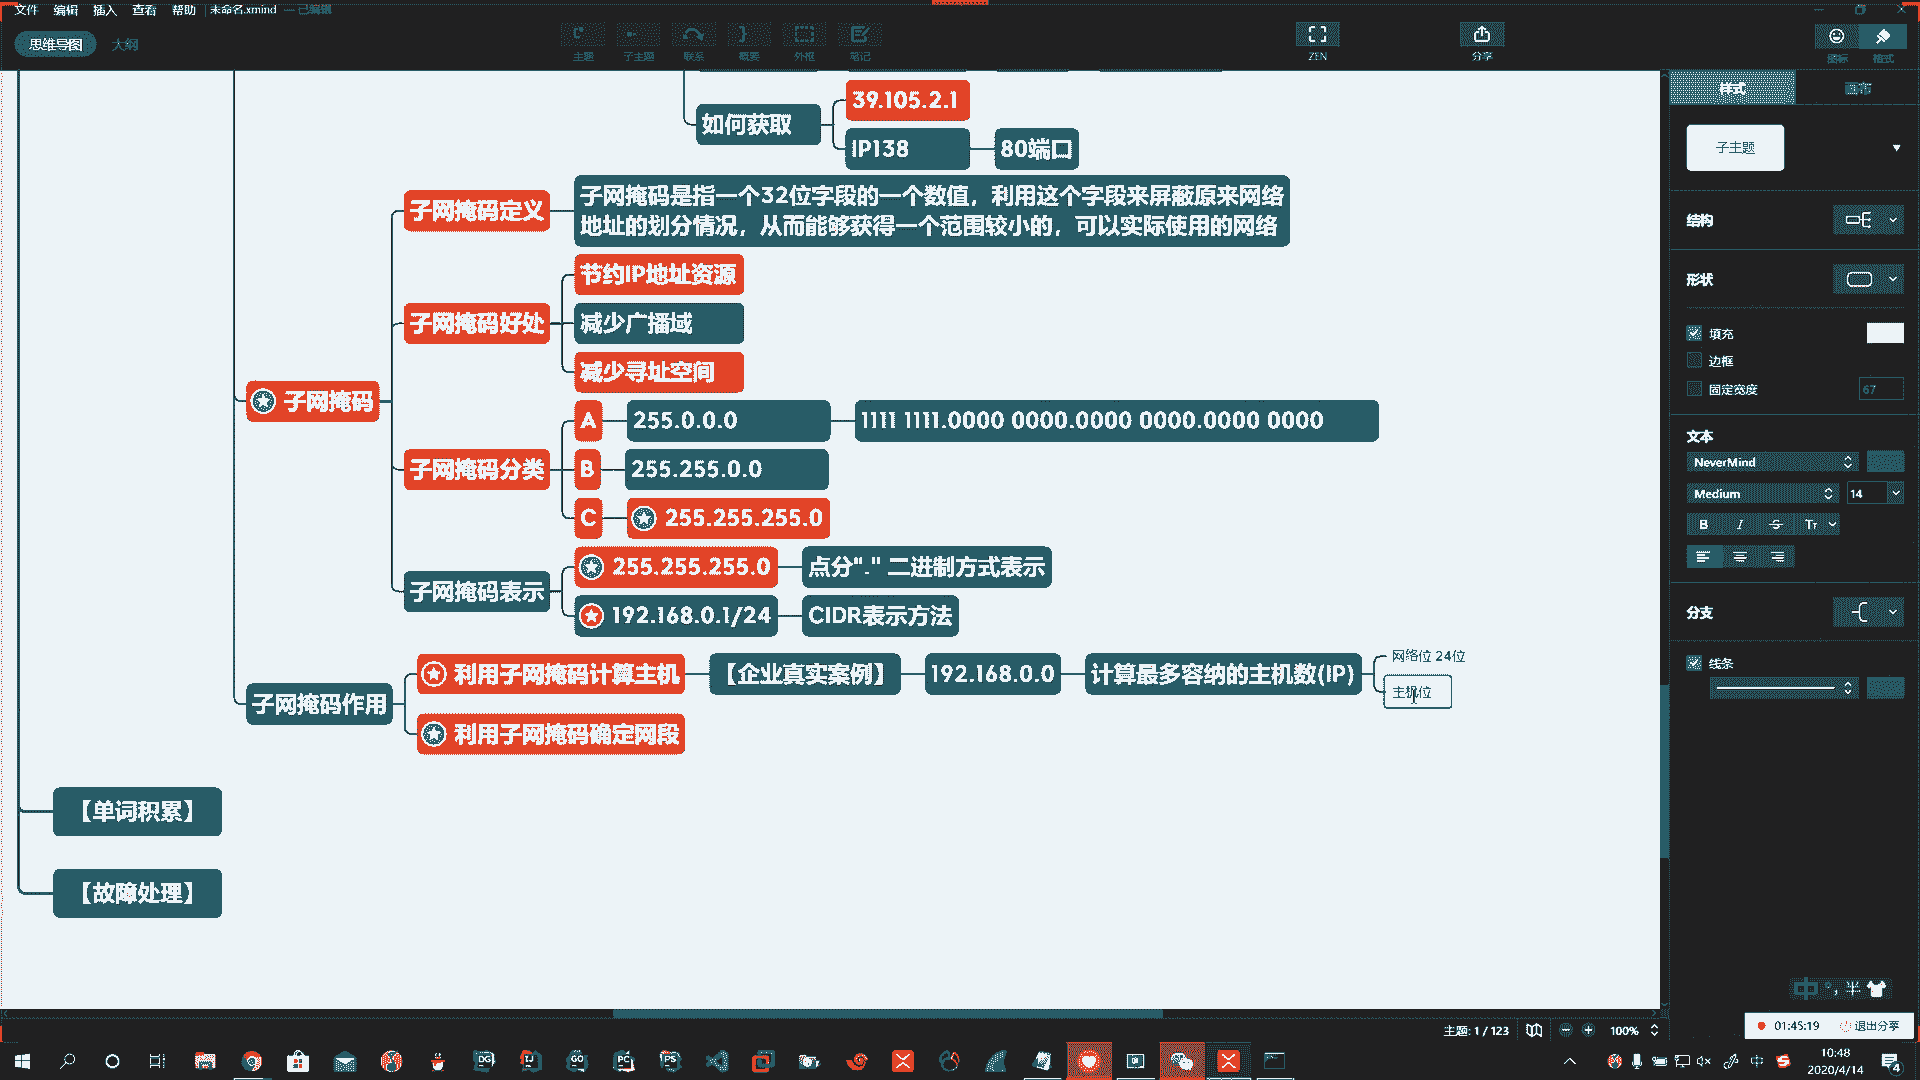 文件 编辑 插入 查看 帮助 未命名.xmind — 已编辑
思维导图 大纲
主题 子主题 联系 概要 外框 笔记 ZEN 分享 图标 格式
39.105.2.1
如何获取
IP138
80端口
子网掩码定义
子网掩码是指一个32位字段的一个数值，利用这个字段来屏蔽原来网络
地址的划分情况，从而能够获得一个范围较小的，可以实际使用的网络
节约IP地址资源
子网掩码好处
减少广播域
减少寻址空间
子网掩码
A
255.0.0.0
1111 1111.0000 0000.0000 0000.0000 0000
子网掩码分类
B
255.255.0.0
C
255.255.255.0
255.255.255.0
点分"." 二进制方式表示
子网掩码表示
192.168.0.1/24
CIDR表示方法
子网掩码作用
利用子网掩码计算主机
【企业真实案例】
192.168.0.0
计算最多容纳的主机数(IP)
网络位 24位
主机位
利用子网掩码确定网段
【单词积累】
【故障处理】
样式 画布
子主题
结构
形状
填充
边框
固定宽度 67
文本
NeverMind
Medium 14
B I S Tт
分支
线条
中 °, 半
主题: 1 / 123 100%
01:45:19 退出分享
DG IJ GO PC PS
中
10:48
2020/4/14
4